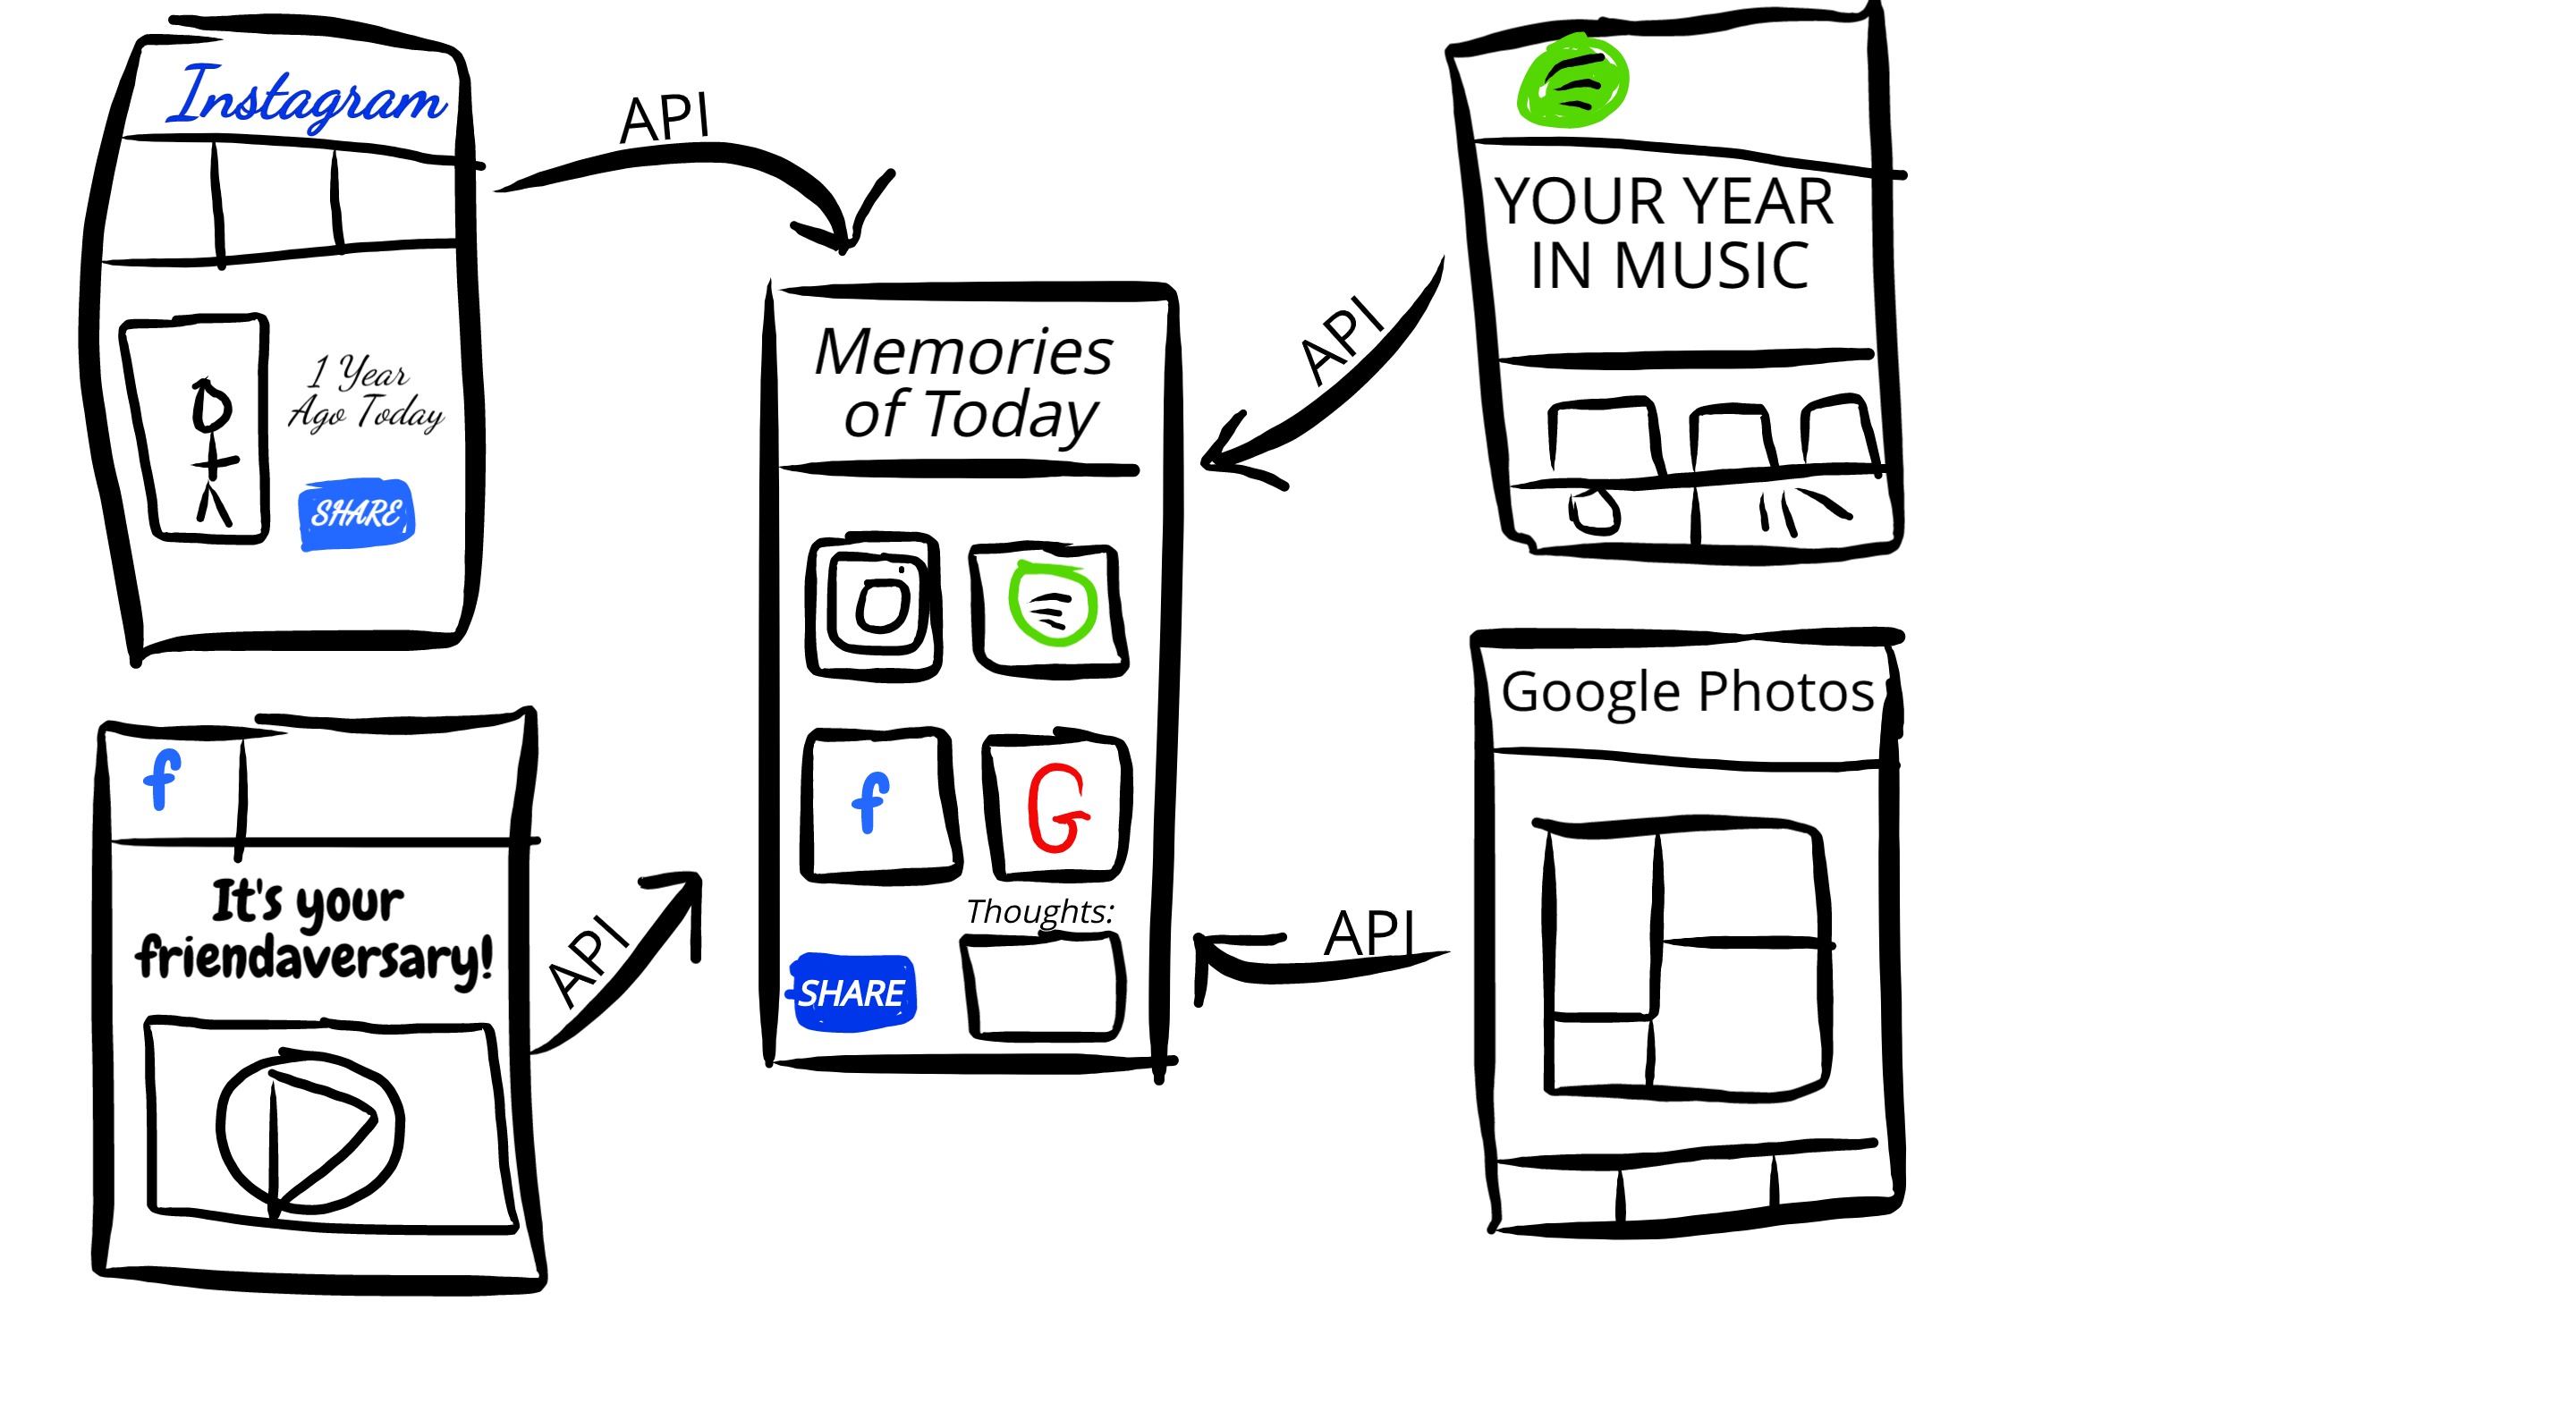 Instagram
1 Year
Ago Today
SHARE
API
f
It's your
friendaversary!
API
Memories
of Today
f
G
Thoughts:
SHARE
API
YOUR YEAR
IN MUSIC
API
Google Photos